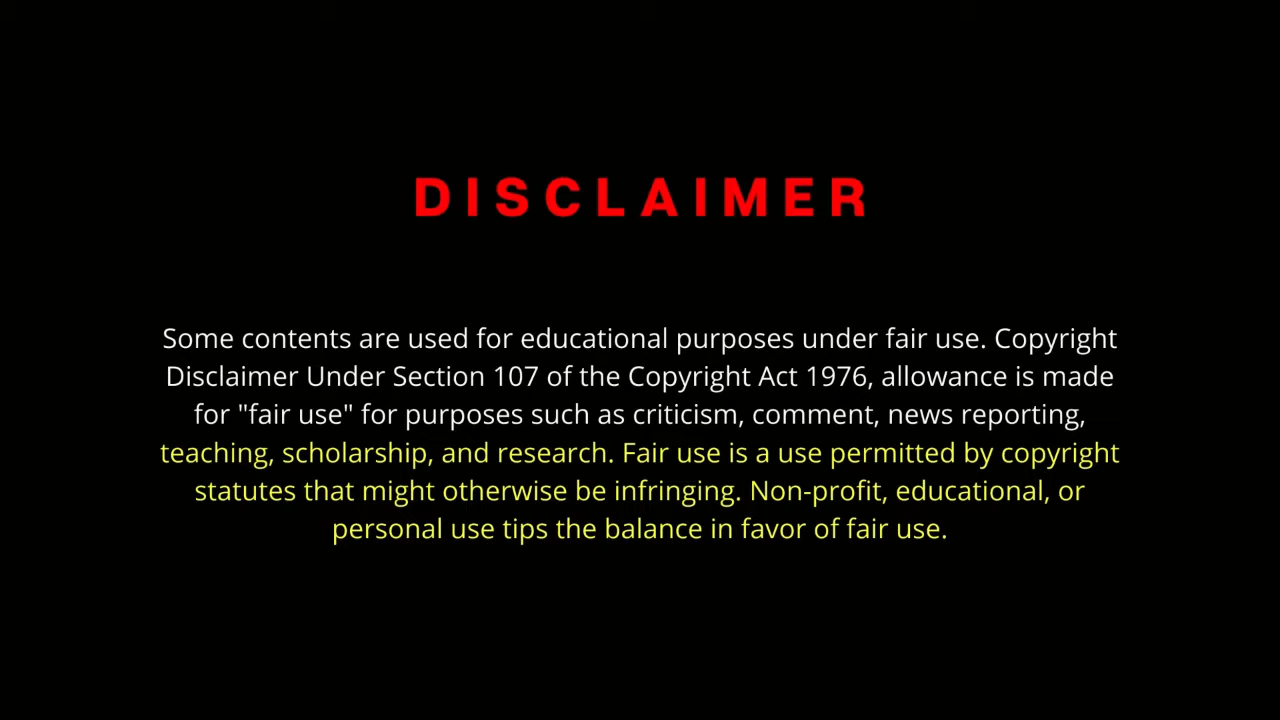 DISCLAIMER
Some contents are used for educational purposes under fair use. Copyright
Disclaimer Under Section 107 of the Copyright Act 1976, allowance is made
for "fair use" for purposes such as criticism, comment, news reporting,
teaching, scholarship, and research. Fair use is a use permitted by copyright
statutes that might otherwise be infringing. Non-profit, educational, or
personal use tips the balance in favor of fair use.